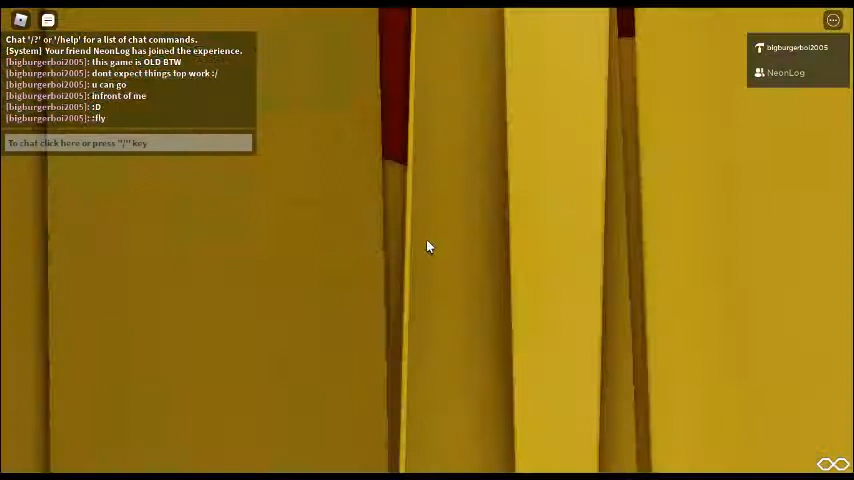 Chat '/?' or '/help' for a list of chat commands.
[System] Your friend NeonLog has joined the experience.
[bigburgerboi2005]: this game is OLD BTW
[bigburgerboi2005]: dont expect things top work :/
[bigburgerboi2005]: u can go
[bigburgerboi2005]: infront of me
[bigburgerboi2005]: :D
[bigburgerboi2005]: :fly
To chat click here or press "/" key
bigburgerboi2005
NeonLog